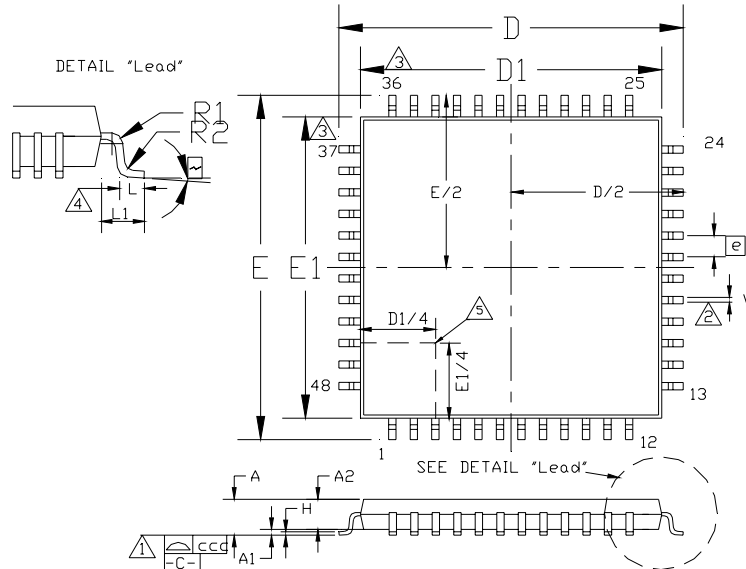 D
DETAIL "Lead"
3
D1
36
25
R1
R2
3
37
24
4
L
L1
E/2
D/2
e
E
E1
2
D1/4
5
E1/4
48
13
1
12
SEE DETAIL "Lead"
A
A2
H
1
ccc
A1
-C-